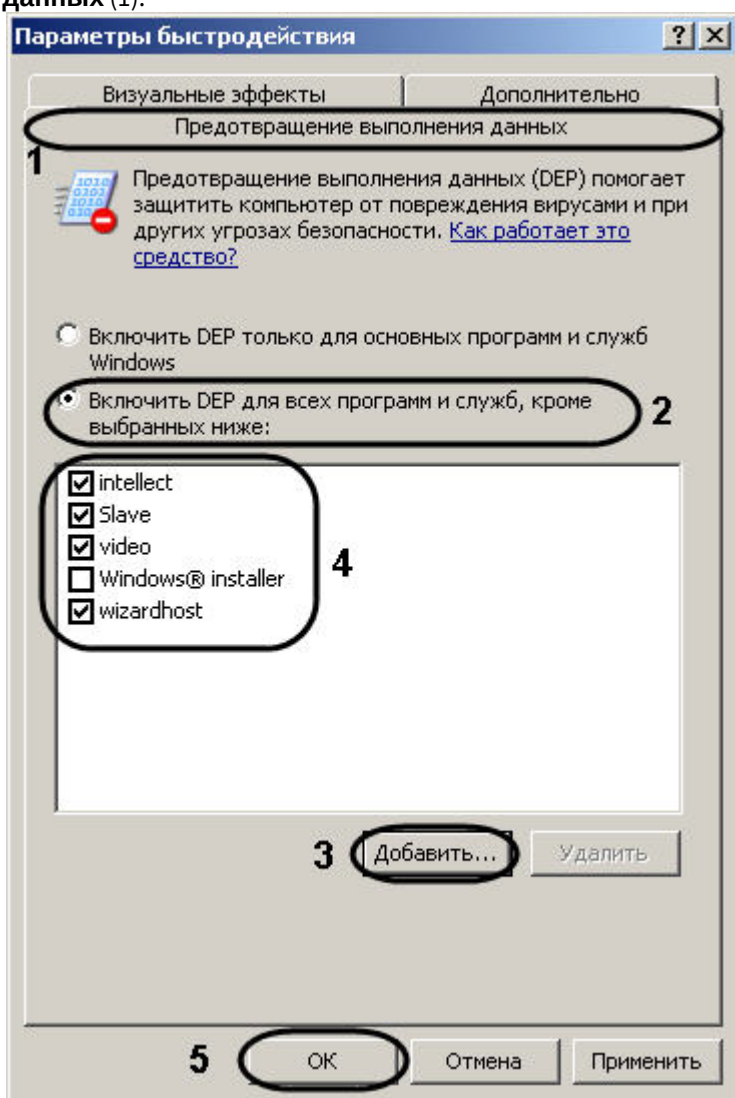 данных (1).
Параметры быстродействия
Визуальные эффекты Дополнительно
Предотвращение выполнения данных
1
Предотвращение выполнения данных (DEP) помогает
защитить компьютер от повреждения вирусами и при
других угрозах безопасности. Как работает это
средство?
Включить DEP только для основных программ и служб
Windows
Включить DEP для всех программ и служб, кроме
выбранных ниже:
2
intellect
Slave
video
Windows® installer
wizardhost
4
3 Добавить... Удалить
5 ОК Отмена Применить